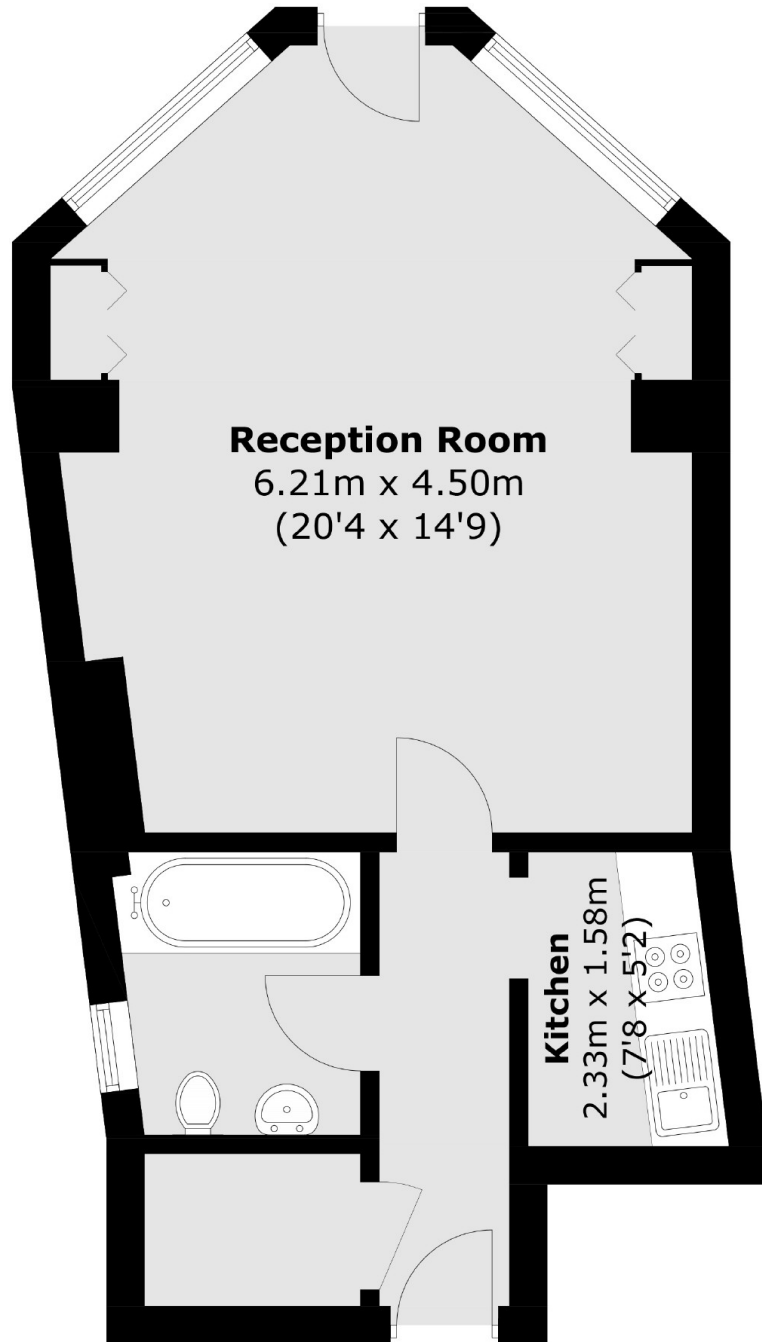 Reception Room
6.21m x 4.50m
(20'4 x 14'9)
Kitchen
2.33m x 1.58m
(7'8 x 5'2)